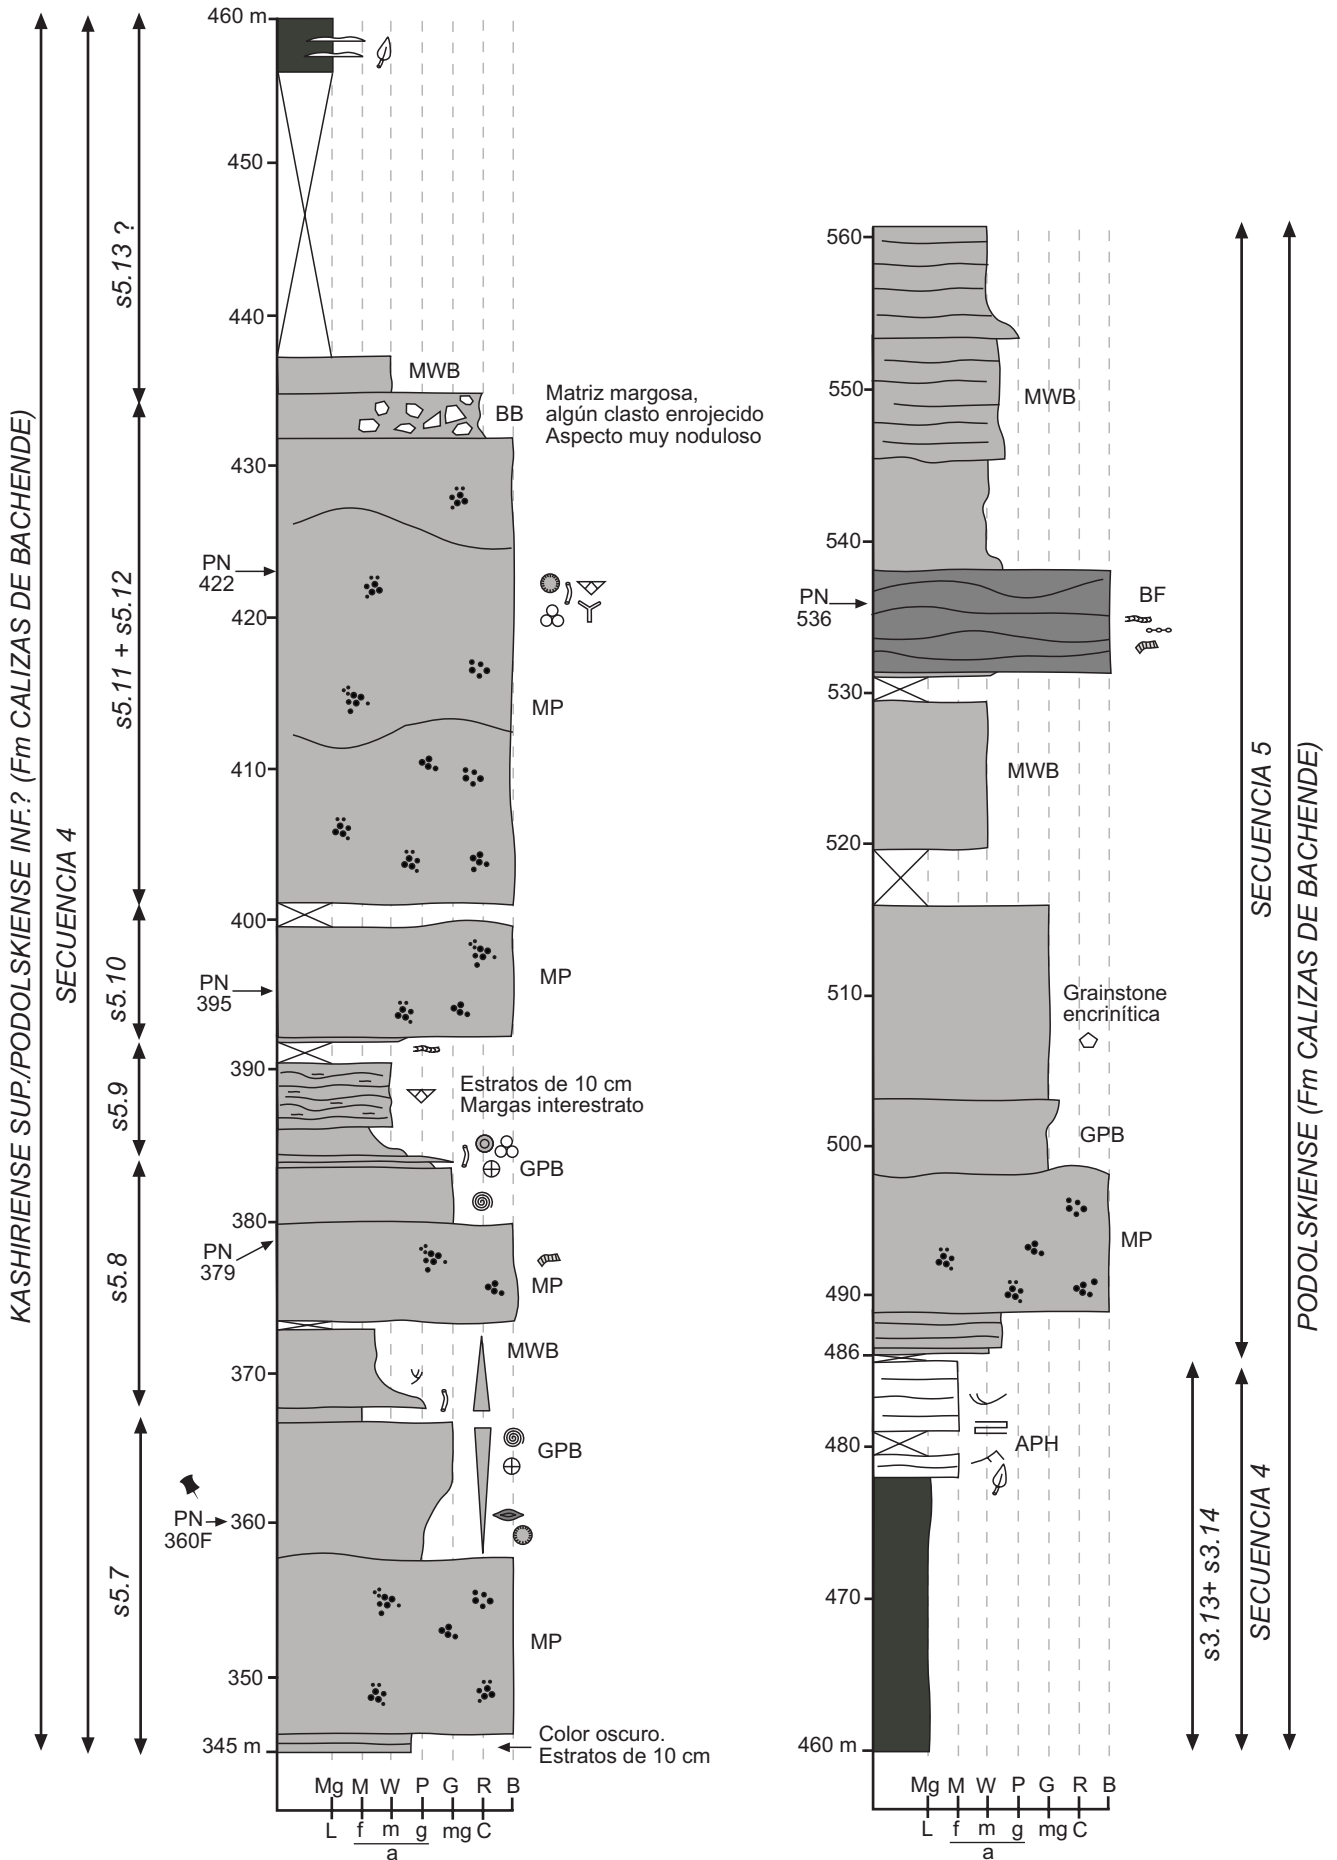 460 m
450
440
430
420
410
400
390
380
370
360
350
345 m
KASHIRIENSE SUP./PODOLSKIENSE INF.? (Fm CALIZAS DE BACHENDE)
SECUENCIA 4
s5.13 ?
s5.11 + s5.12
s5.10
s5.9
s5.8
s5.7
PN
422
PN
395
PN
379
PN
360F
MWB
BB
Matriz margosa,
algún clasto enrojecido
Aspecto muy noduloso
MP
MP
Estratos de 10 cm
Margas interestrato
GPB
MP
MWB
GPB
MP
Color oscuro.
Estratos de 10 cm
Mg M W P G R B
L f m g mg C
a
560
550
540
530
520
510
500
490
486
480
470
460 m
PN
536
MWB
BF
MWB
Grainstone
encrinítica
GPB
MP
APH
s3.13+ s3.14
SECUENCIA 4
SECUENCIA 5
PODOLSKIENSE (Fm CALIZAS DE BACHENDE)
Mg M W P G R B
L f m g mg C
a